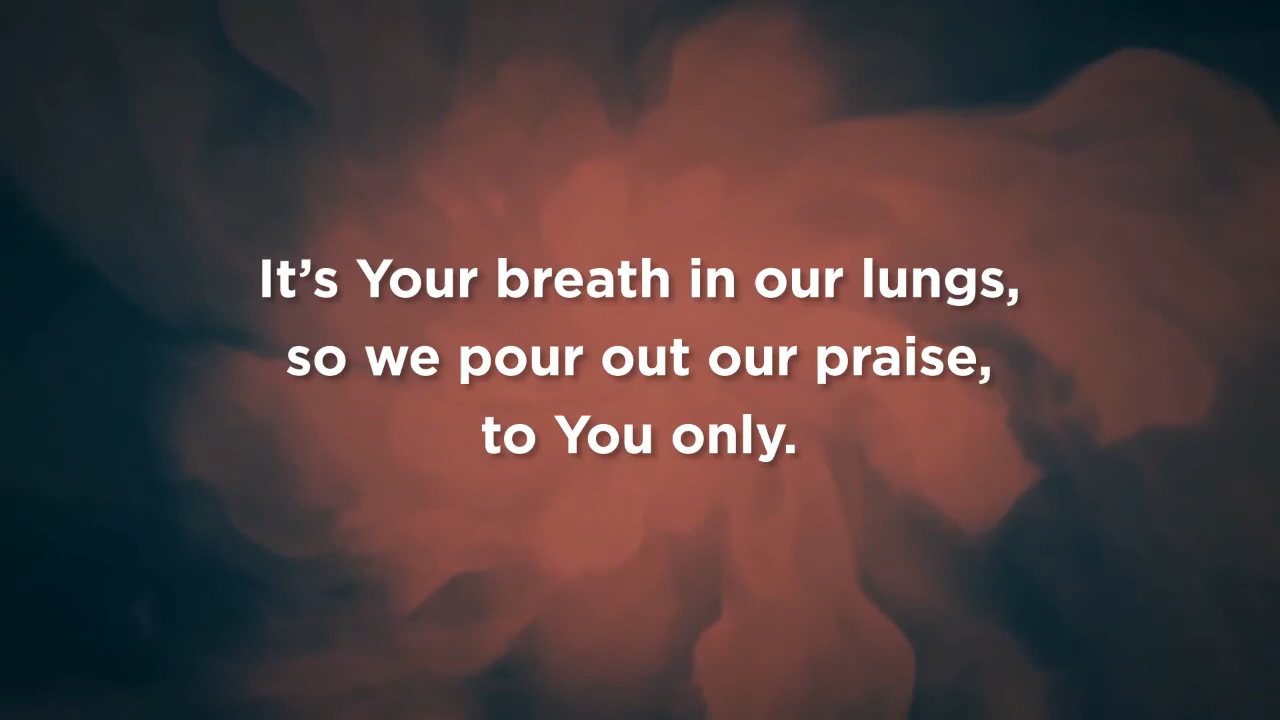 It’s Your breath in our lungs,
so we pour out our praise,
to You only.